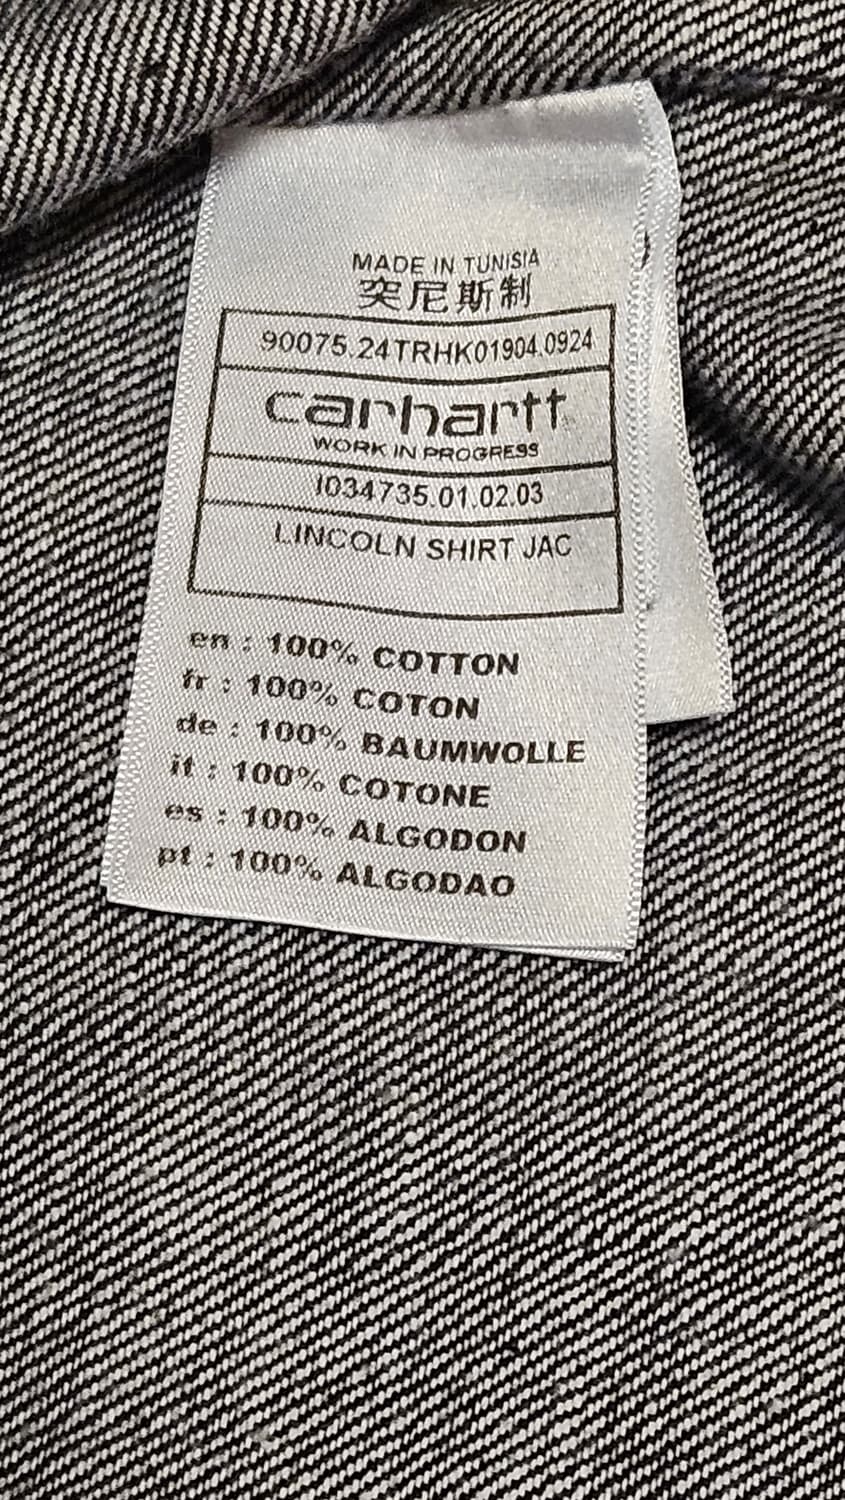 MADE IN TUNISIA
突尼斯制
90075.24TRHK01904.0924
carhartt
WORK IN PROGRESS
I034735.01.02.03
LINCOLN SHIRT JAC
en : 100% COTTON
fr : 100% COTON
de : 100% BAUMWOLLE
it : 100% COTONE
es : 100% ALGODON
pt : 100% ALGODAO